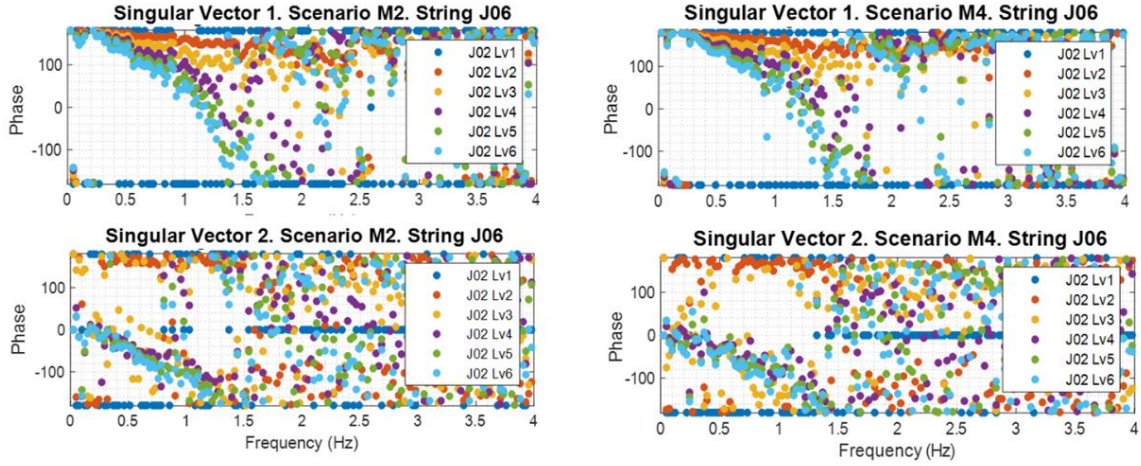 Singular Vector 1. Scenario M2. String J06
Phase
100
0
-100
0
0.5
1
1.5
2
2.5
3
3.5
4
J02 Lv1
J02 Lv2
J02 Lv3
J02 Lv4
J02 Lv5
J02 Lv6
Singular Vector 1. Scenario M4. String J06
Phase
100
0
-100
0
0.5
1
1.5
2
2.5
3
3.5
4
J02 Lv1
J02 Lv2
J02 Lv3
J02 Lv4
J02 Lv5
J02 Lv6
Singular Vector 2. Scenario M2. String J06
Phase
100
0
-100
0
0.5
1
1.5
2
2.5
3
3.5
4
Frequency (Hz)
J02 Lv1
J02 Lv2
J02 Lv3
J02 Lv4
J02 Lv5
J02 Lv6
Singular Vector 2. Scenario M4. String J06
Phase
100
0
-100
0
0.5
1
1.5
2
2.5
3
3.5
4
Frequency (Hz)
J02 Lv1
J02 Lv2
J02 Lv3
J02 Lv4
J02 Lv5
J02 Lv6